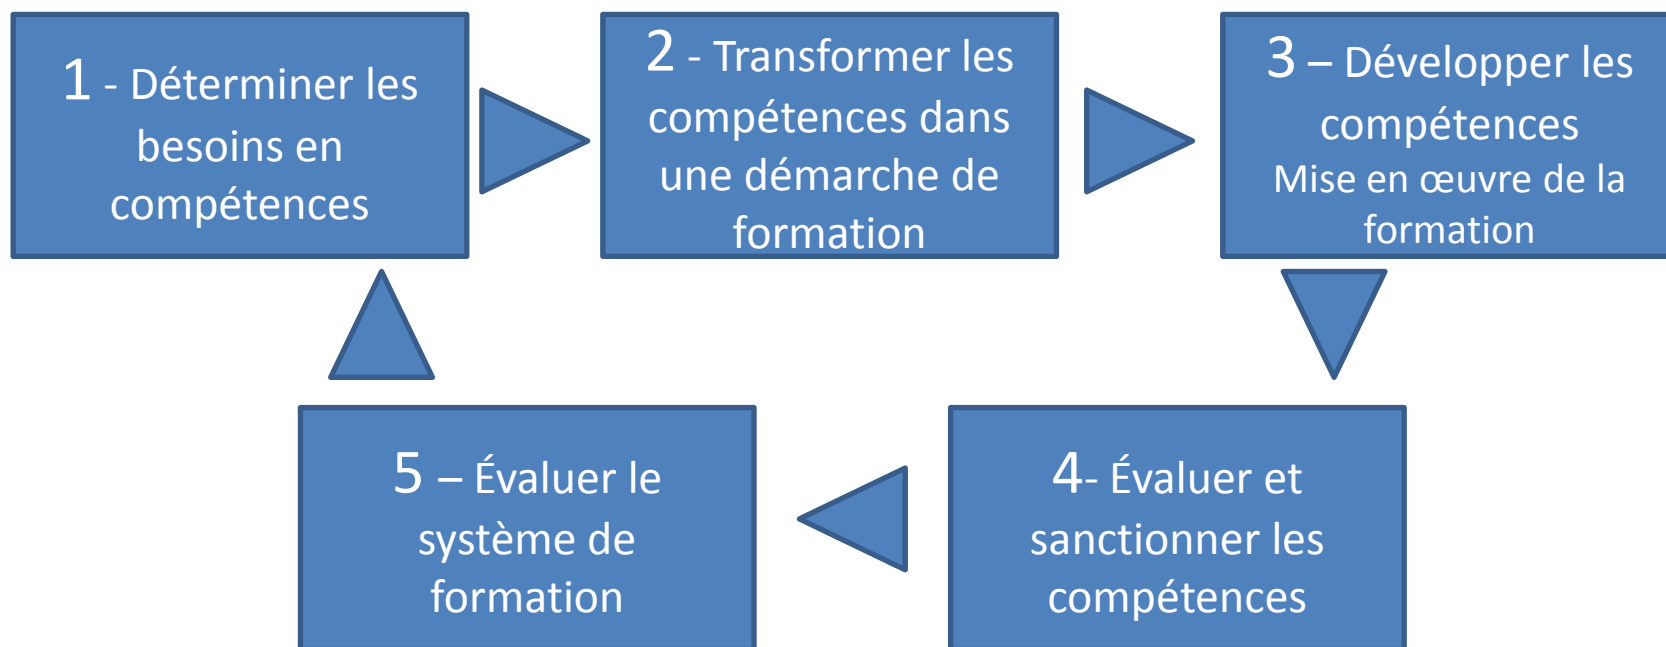 1 - Déterminer les
besoins en
compétences
2 - Transformer les
compétences dans
une démarche de
formation
3 – Développer les
compétences
Mise en œuvre de la
formation
4- Évaluer et
sanctionner les
compétences
5 – Évaluer le
système de
formation